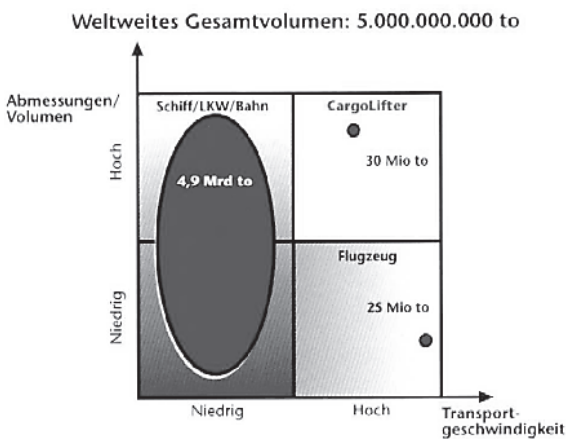 Weltweites Gesamtvolumen: 5.000.000.000 to
Abmessungen/
Volumen
Schiff/LKW/Bahn
CargoLifter
Hoch
4,9 Mrd to
30 Mio to
Flugzeug
Niedrig
25 Mio to
Niedrig
Hoch
Transport-
geschwindigkeit